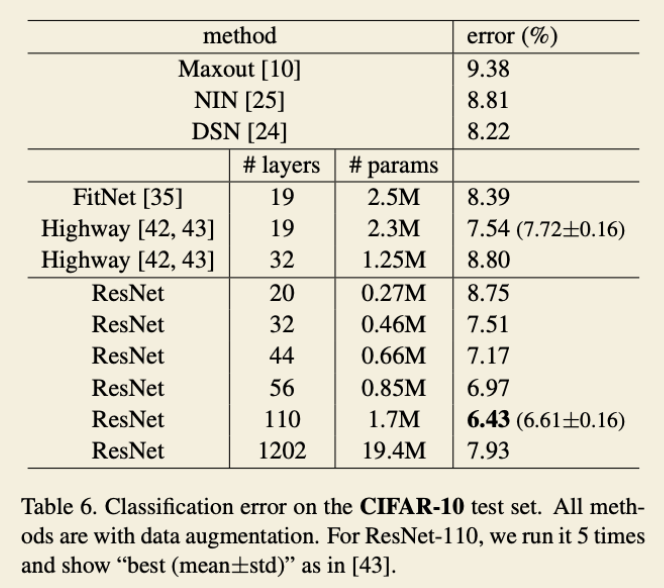 method error (%)
Maxout [10] 9.38
NIN [25] 8.81
DSN [24] 8.22
# layers # params
FitNet [35] 19 2.5M 8.39
Highway [42, 43] 19 2.3M 7.54 (7.72±0.16)
Highway [42, 43] 32 1.25M 8.80
ResNet 20 0.27M 8.75
ResNet 32 0.46M 7.51
ResNet 44 0.66M 7.17
ResNet 56 0.85M 6.97
ResNet 110 1.7M 6.43 (6.61±0.16)
ResNet 1202 19.4M 7.93
Table 6. Classification error on the CIFAR-10 test set. All meth-
ods are with data augmentation. For ResNet-110, we run it 5 times
and show “best (mean±std)” as in [43].